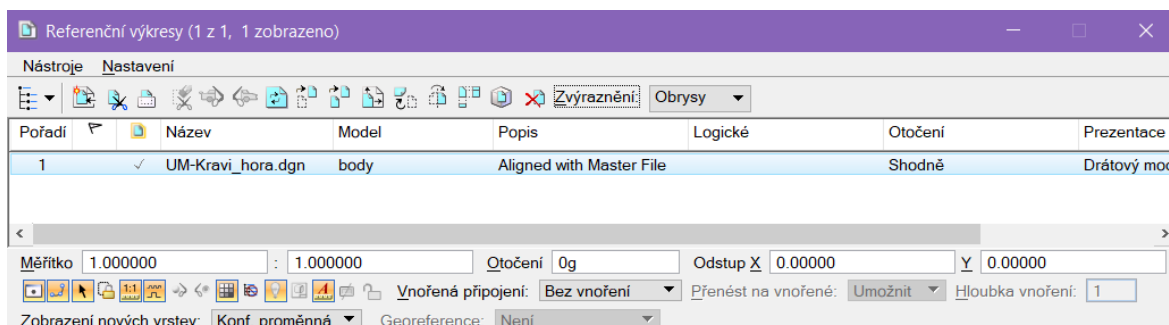 Referenční výkresy (1 z 1, 1 zobrazeno)
Nástroje Nastavení
Zvýraznění: Obrysy
Pořadí Název Model Popis Logické Otočení Prezentace
1 UM-Kravi_hora.dgn body Aligned with Master File Shodně Drátový mod
Měřítko 1.000000 : 1.000000 Otočení 0g Odstup X 0.00000 Y 0.00000
1:1 A Vnořená připojení: Bez vnoření Přenést na vnořené: Umožnit Hloubka vnoření: 1
Zobrazení nových vrstev: Konf. proměnná Georeference: Není